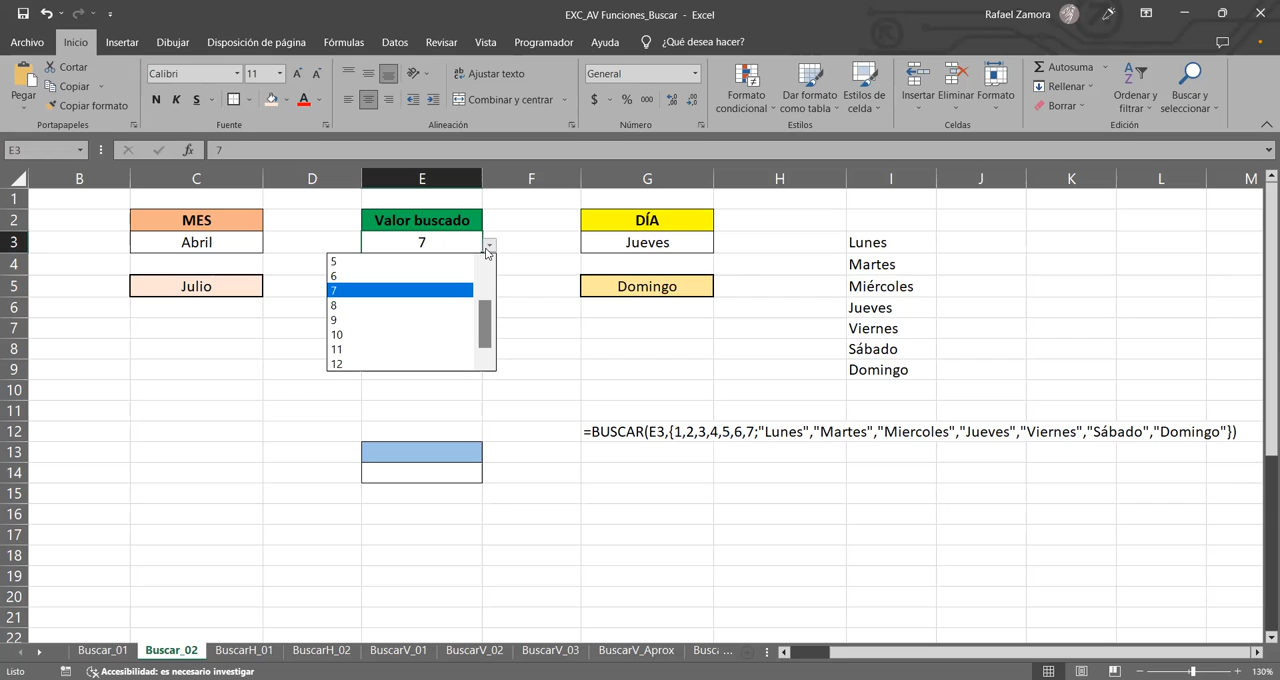 EXC_AV Funciones_Buscar - Excel
Rafael Zamora
Archivo Inicio Insertar Dibujar Disposición de página Fórmulas Datos Revisar Vista Programador Ayuda ¿Qué desea hacer?
Pegar
Cortar
Copiar
Copiar formato
Portapapeles
Calibri 11
N K S
Fuente
Ajustar texto
Combinar y centrar
Alineación
General
$ % 000
Número
Formato condicional
Dar formato como tabla
Estilos de celda
Estilos
Insertar Eliminar Formato
Celdas
Autosuma
Rellenar
Borrar
Ordenar y filtrar
Buscar y seleccionar
Edición
E3 fx 7
B C D E F G H I J K L M
1
2 MES Valor buscado DÍA
3 Abril 7 Jueves Lunes
4 Martes
5 Julio Domingo Miércoles
6 Jueves
7 Viernes
8 Sábado
9 Domingo
5
6
7
8
9
10
11
12
10
11
12 =BUSCAR(E3,{1,2,3,4,5,6,7;"Lunes","Martes","Miercoles","Jueves","Viernes","Sábado","Domingo"})
13
14
15
16
17
18
19
20
21
22
Buscar_01 Buscar_02 BuscarH_01 BuscarH_02 BuscarV_01 BuscarV_02 BuscarV_03 BuscarV_Aprox Busc ...
Listo Accesibilidad: es necesario investigar 130%